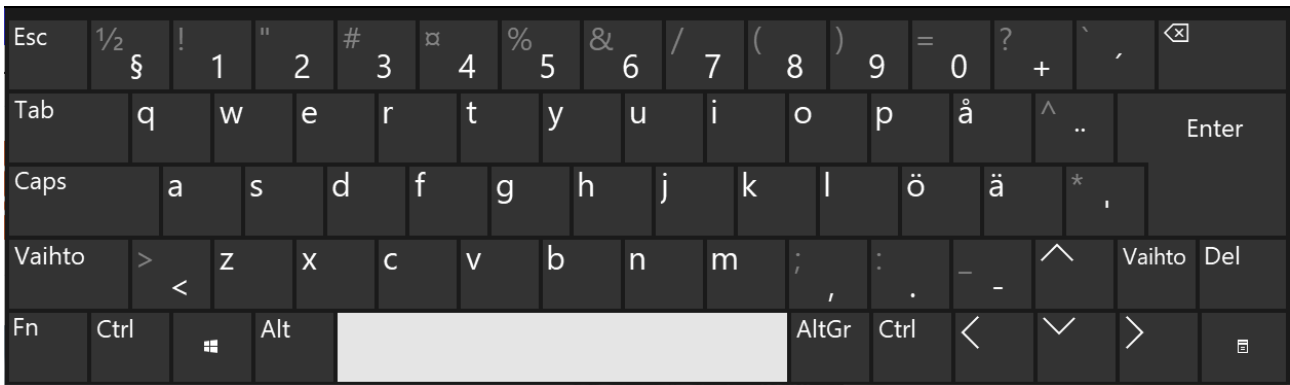 Esc ½ § ! 1 " 2 # 3 ¤ 4 % 5 & 6 / 7 ( 8 ) 9 = 0 ? + ` ´
Tab q w e r t y u i o p å ^ ¨ Enter
Caps a s d f g h j k l ö ä * '
Vaihto > < z x c v b n m ; , : . _ - Vaihto Del
Fn Ctrl Alt AltGr Ctrl